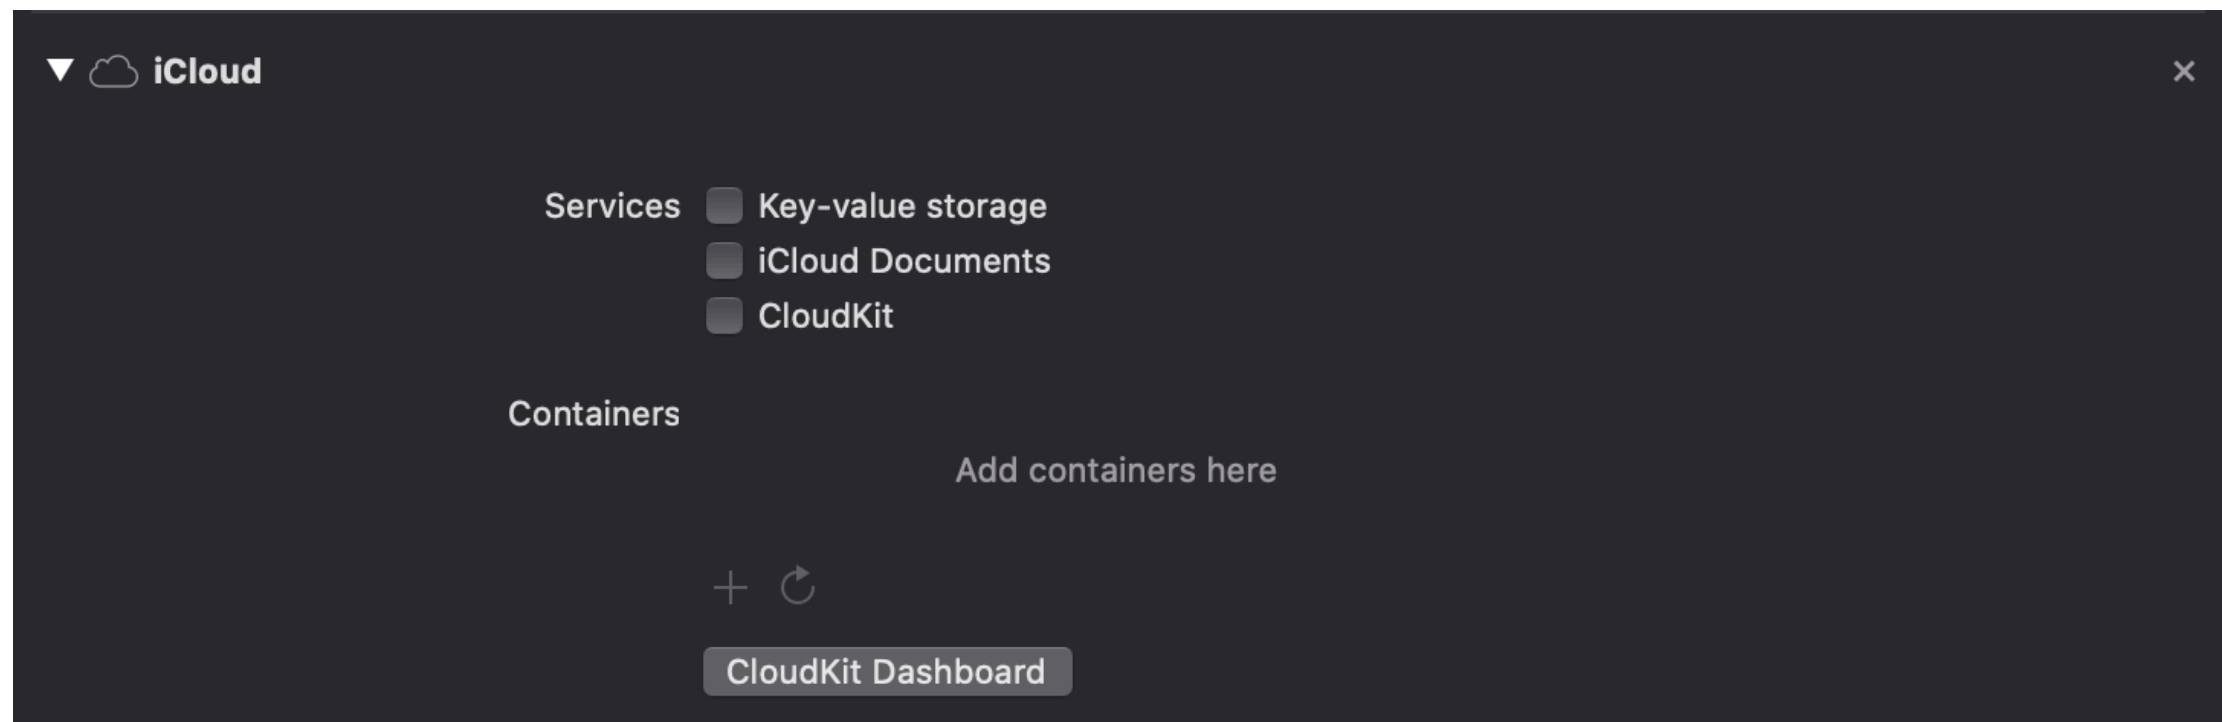 iCloud
Services Key-value storage
iCloud Documents
CloudKit
Containers
Add containers here
CloudKit Dashboard